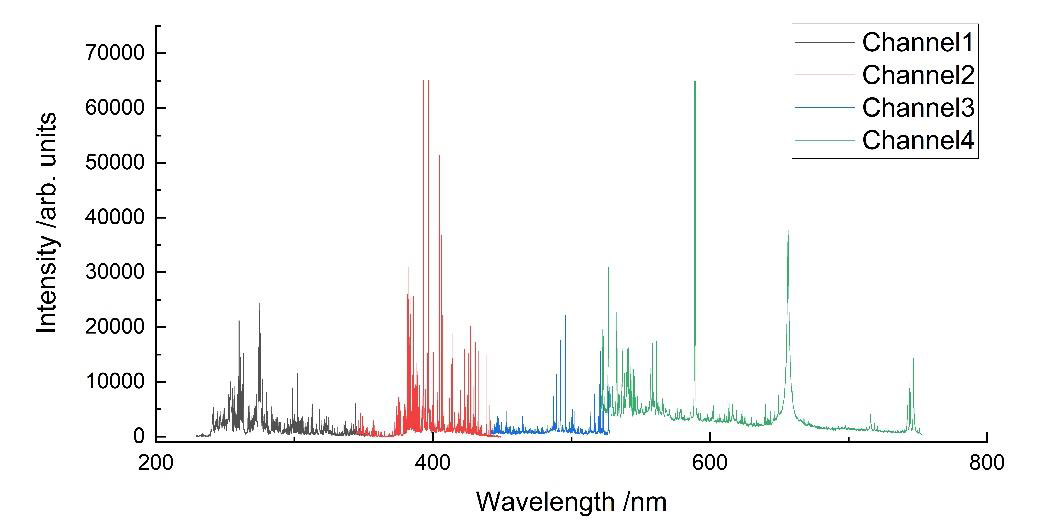 Channel1
Channel2
Channel3
Channel4
70000
60000
50000
40000
30000
20000
10000
0
Intensity /arb. units
200
400
600
800
Wavelength /nm